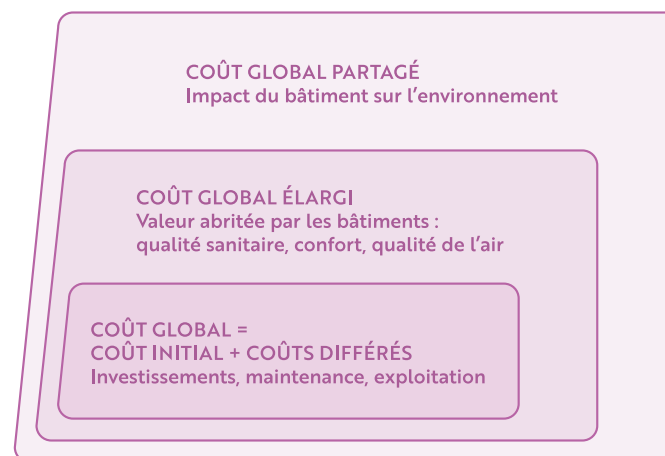 COÛT GLOBAL PARTAGÉ
Impact du bâtiment sur l’environnement
COÛT GLOBAL ÉLARGI
Valeur abritée par les bâtiments :
qualité sanitaire, confort, qualité de l’air
COÛT GLOBAL =
COÛT INITIAL + COÛTS DIFFÉRÉS
Investissements, maintenance, exploitation